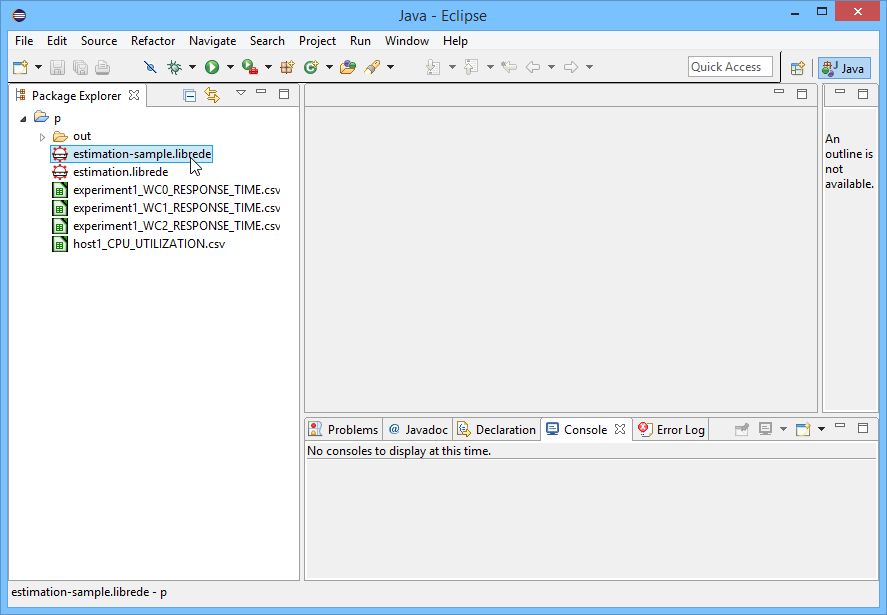 Java - Eclipse
File Edit Source Refactor Navigate Search Project Run Window Help
Quick Access
Java
Package Explorer
p
out
estimation-sample.librede
estimation.librede
experiment1_WC0_RESPONSE_TIME.csv
experiment1_WC1_RESPONSE_TIME.csv
experiment1_WC2_RESPONSE_TIME.csv
host1_CPU_UTILIZATION.csv
An
outline is
not
available.
Problems @ Javadoc Declaration Console Error Log
No consoles to display at this time.
estimation-sample.librede - p